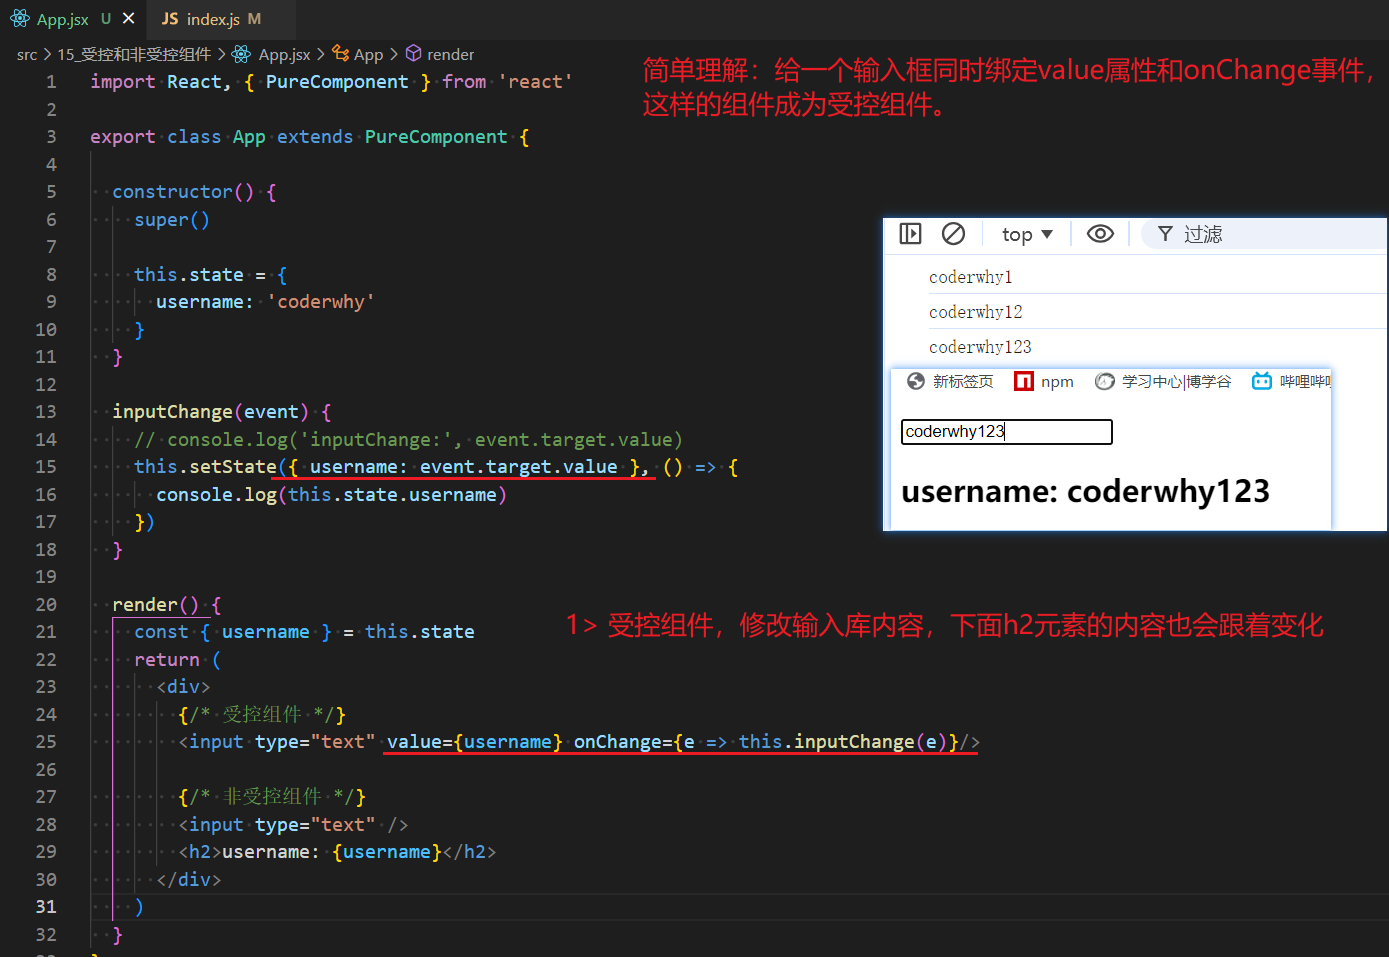 App.jsx U × JS index.js M
src > 15_受控和非受控组件 > App.jsx > App > render
简单理解：给一个输入框同时绑定value属性和onChange事件，
这样的组件成为受控组件。
1 import React, { PureComponent } from 'react'
2
3 export class App extends PureComponent {
4
5 constructor() {
6 super()
7
8 this.state = {
9 username: 'coderwhy'
10 }
11 }
12
13 inputChange(event) {
14 // console.log('inputChange:', event.target.value)
15 this.setState({ username: event.target.value }, () => {
16 console.log(this.state.username)
17 })
18 }
19
20 render() {
21 const { username } = this.state
22 return (
23 <div>
24 {/* 受控组件 */}
25 <input type="text" value={username} onChange={e => this.inputChange(e)}/>
26
27 {/* 非受控组件 */}
28 <input type="text" />
29 <h2>username: {username}</h2>
30 </div>
31 )
32 }
top 过滤
coderwhy1
coderwhy12
coderwhy123
新标签页 npm 学习中心|博学谷 哔哩哔
coderwhy123
username: coderwhy123
1> 受控组件，修改输入库内容，下面h2元素的内容也会跟着变化